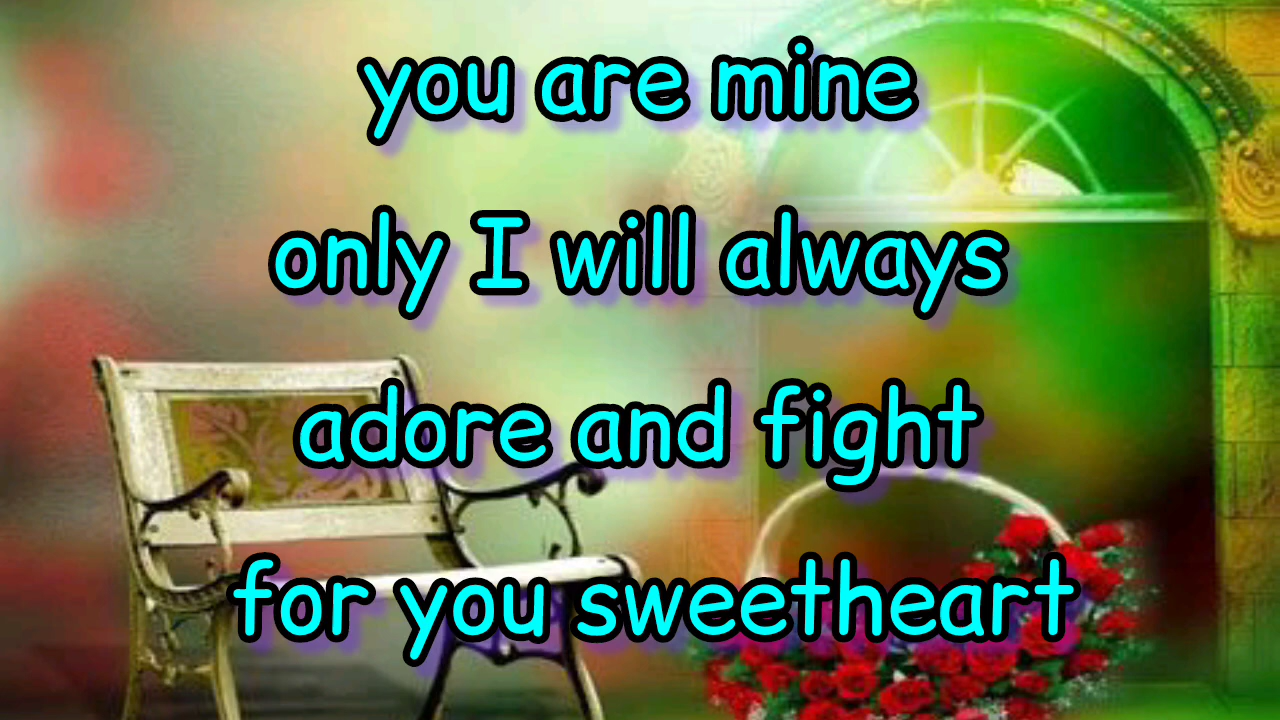 you are mine
only I will always
adore and fight
for you sweetheart